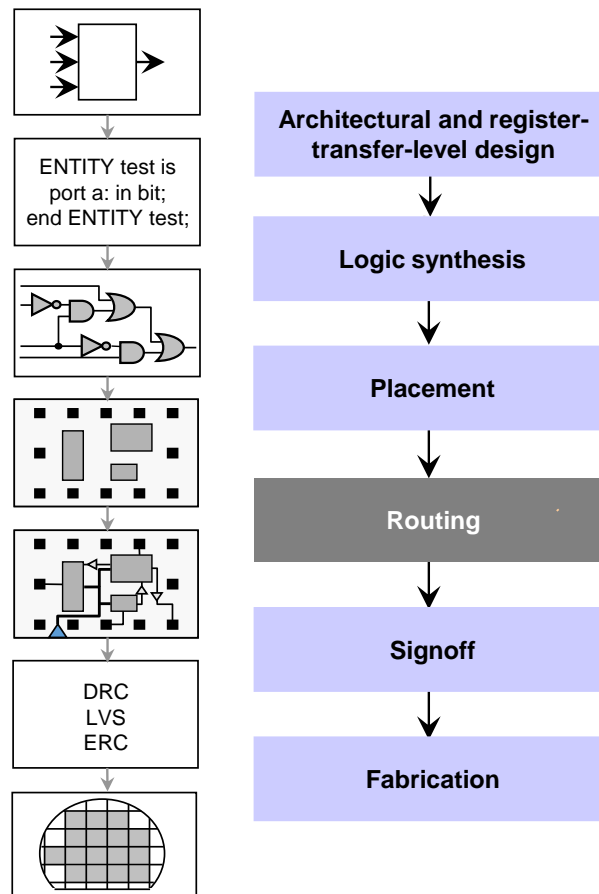 ENTITY test is
port a: in bit;
end ENTITY test;
DRC
LVS
ERC
Architectural and register-
transfer-level design
Logic synthesis
Placement
Routing
Signoff
Fabrication